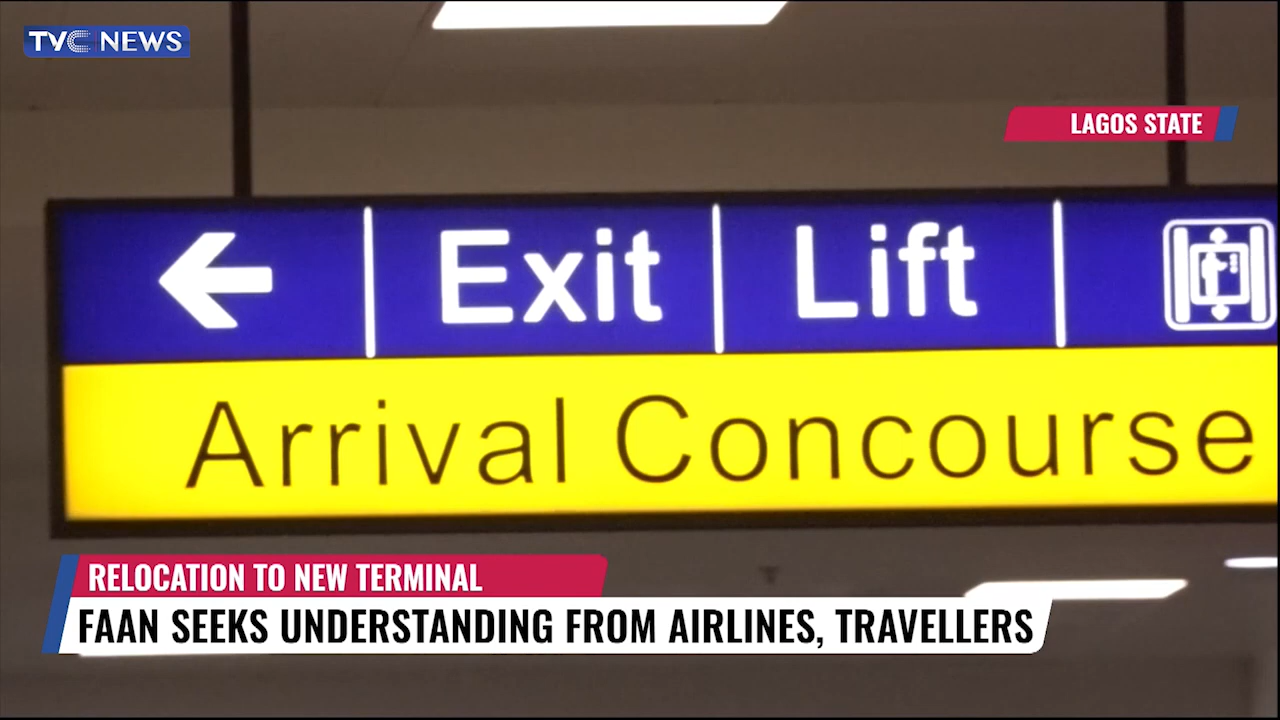 TVC NEWS
LAGOS STATE
Exit Lift
Arrival Concourse
RELOCATION TO NEW TERMINAL
FAAN SEEKS UNDERSTANDING FROM AIRLINES, TRAVELLERS